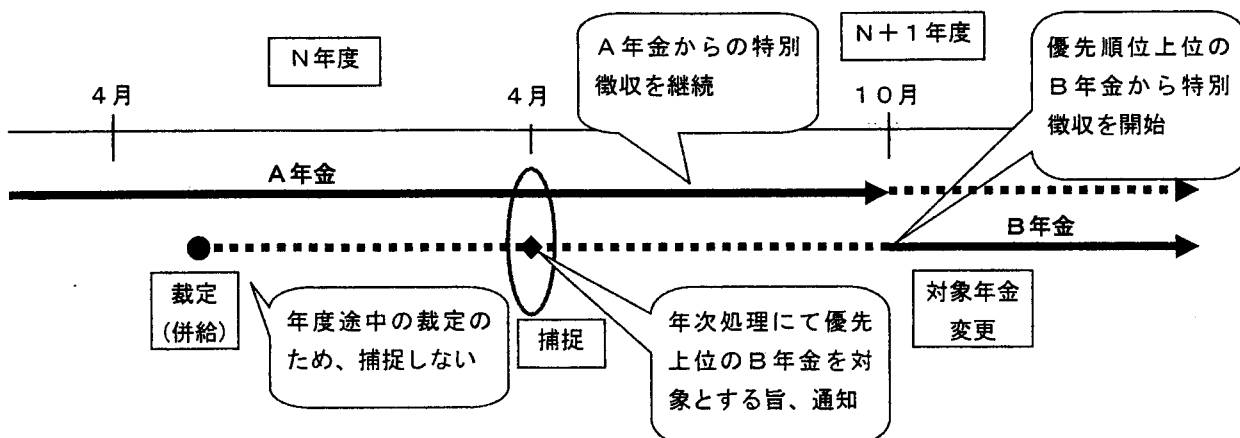 N年度
A年金からの特別
徴収を継続
N+1年度
優先順位上位の
B年金から特別
徴収を開始
4月
4月
10月
A年金
B年金
裁定
(併給)
年度途中の裁定の
ため、捕捉しない
捕捉
年次処理にて優先
上位のB年金を対
象とする旨、通知
対象年金
変更